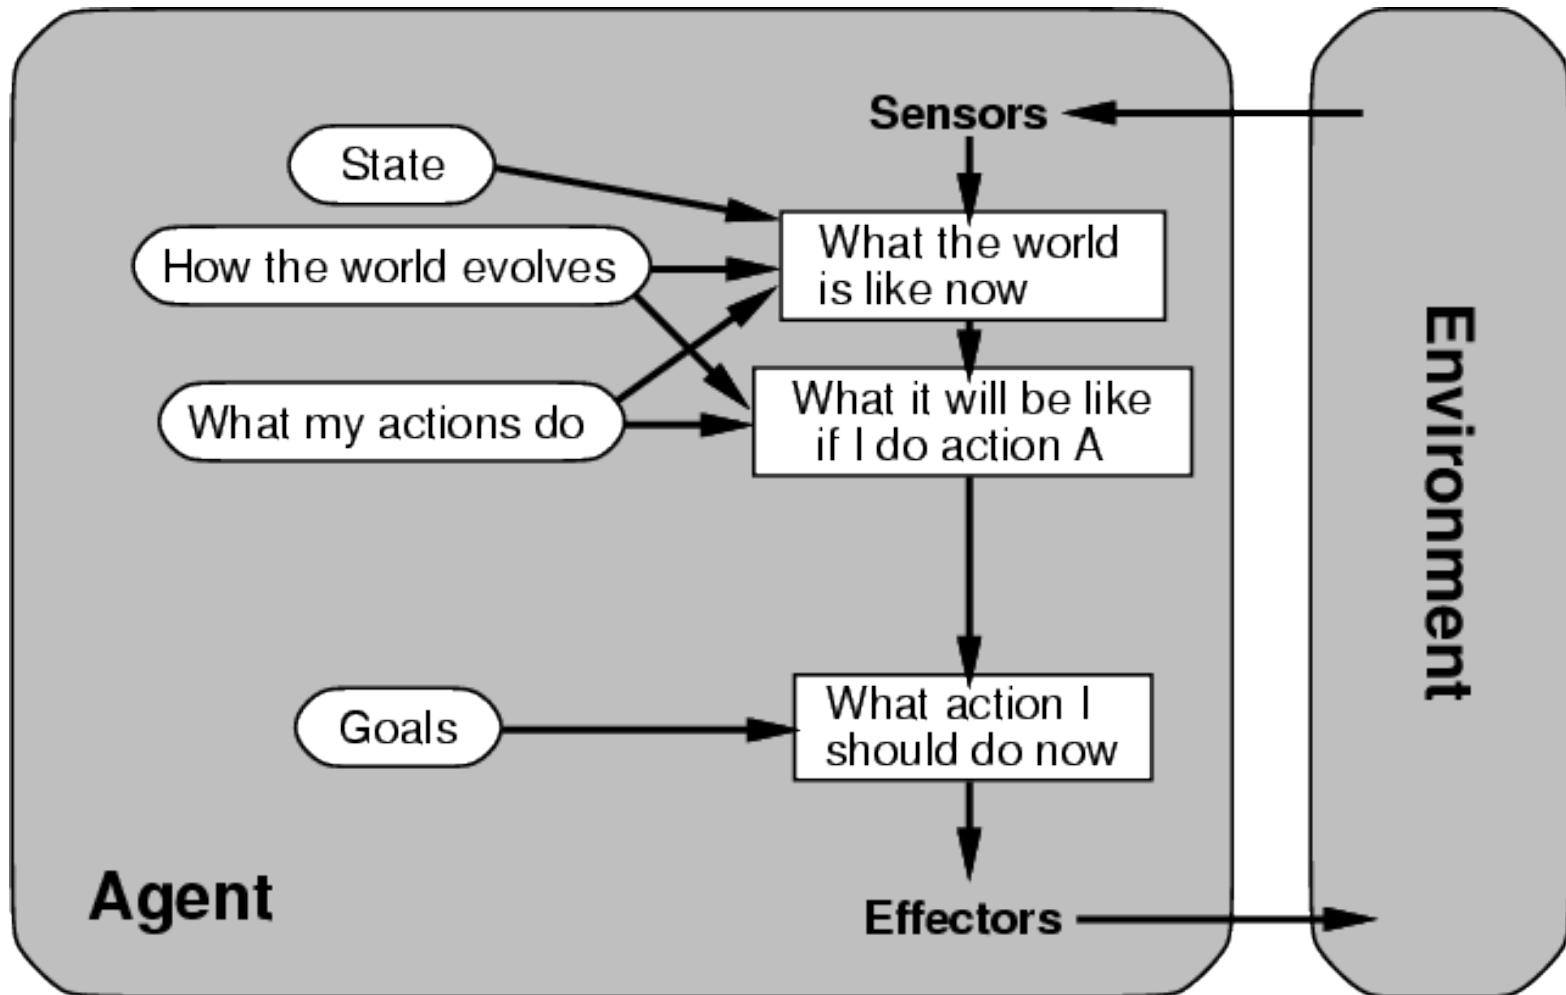 Sensors
State
What the world
is like now
How the world evolves
What it will be like
if I do action A
What my actions do
What action I
should do now
Goals
Agent
Effectors
Environment